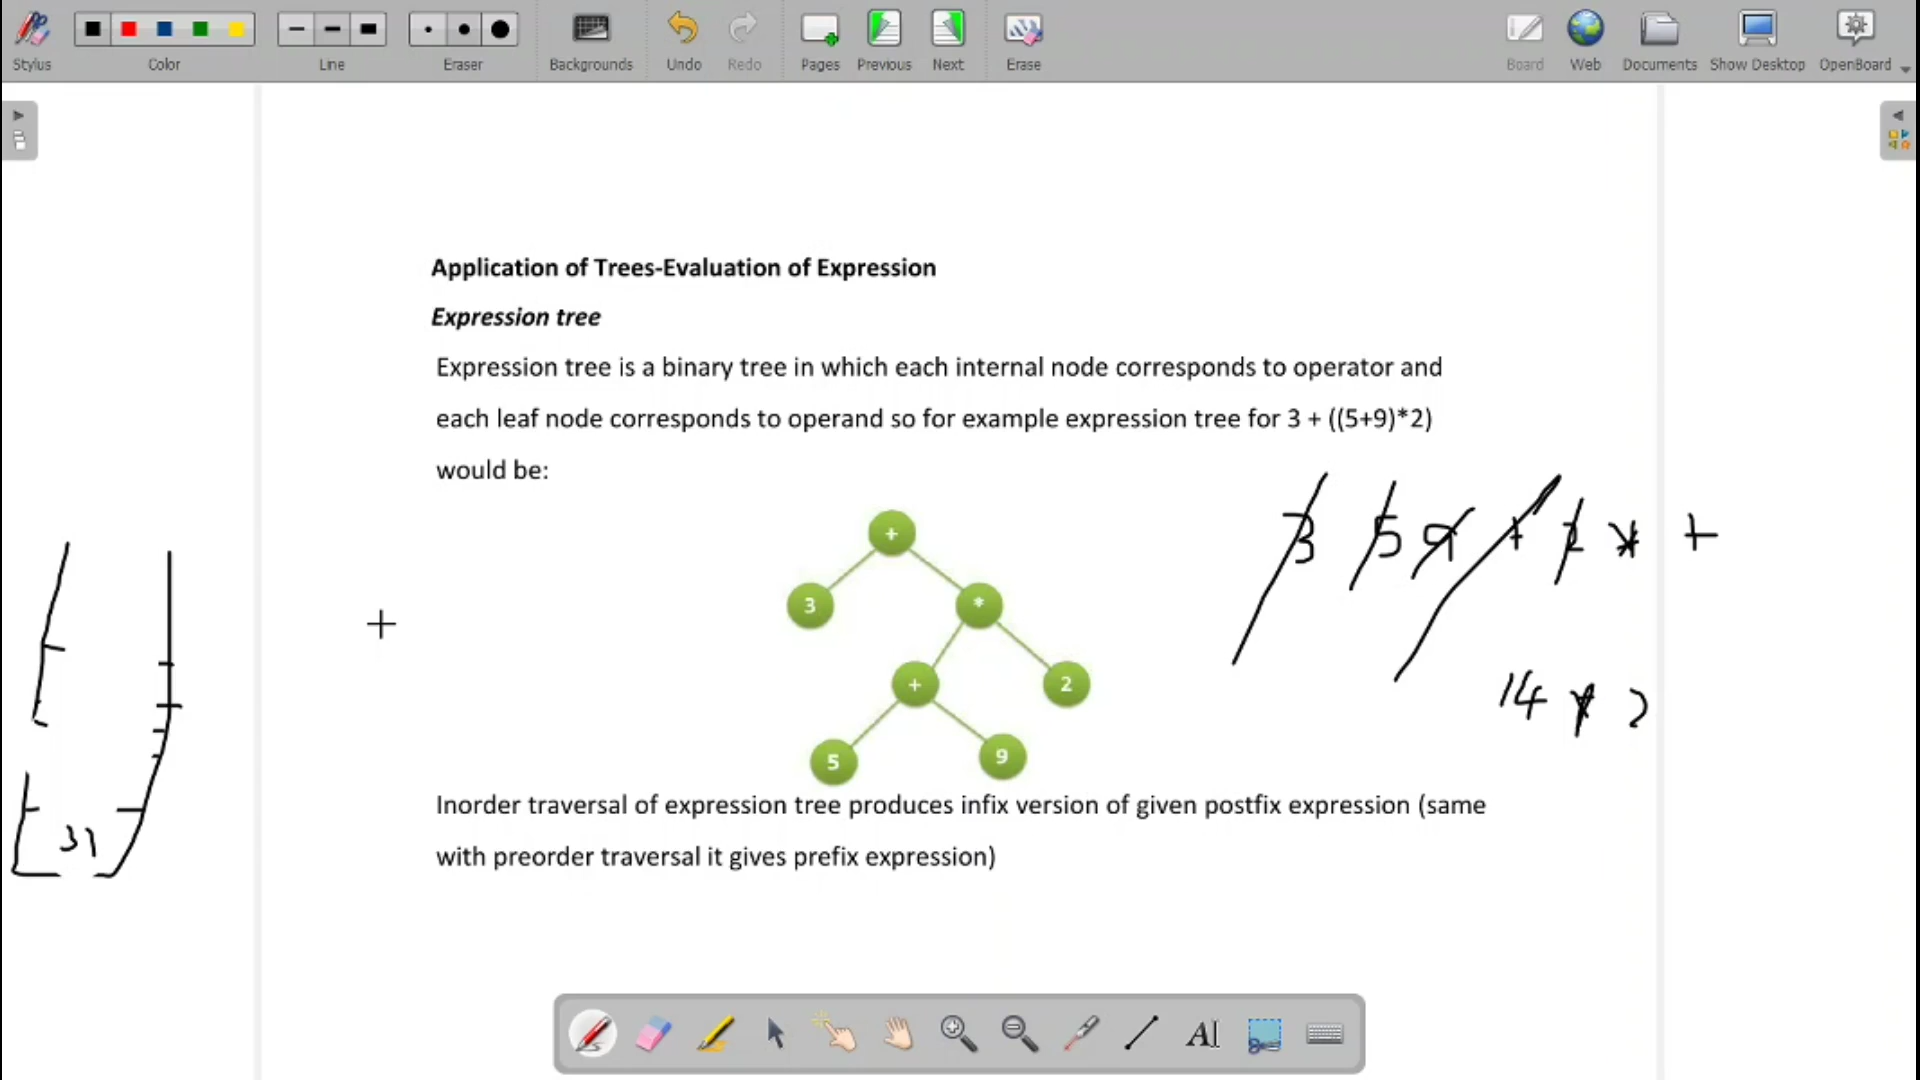 Stylus Color Line Eraser Backgrounds Undo Redo Pages Previous Next Erase Board Web Documents Show Desktop OpenBoard
Application of Trees-Evaluation of Expression
Expression tree
Expression tree is a binary tree in which each internal node corresponds to operator and
each leaf node corresponds to operand so for example expression tree for 3 + ((5+9)*2)
would be:
3 5 9 + 2 * +
+
3 *
+ 2
14 * 2
5 9
Inorder traversal of expression tree produces infix version of given postfix expression (same
with preorder traversal it gives prefix expression)
31